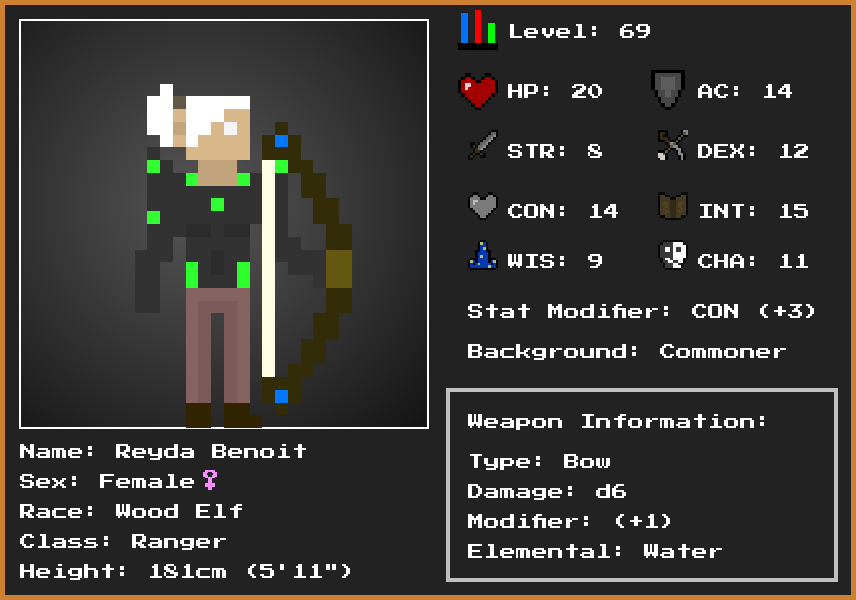 Level: 69
HP: 20
AC: 14
STR: 8
DEX: 12
CON: 14
INT: 15
WIS: 9
CHA: 11
Stat Modifier: CON (+3)
Background: Commoner
Weapon Information:
Type: Bow
Damage: d6
Modifier: (+1)
Elemental: Water
Name: Reyda Benoit
Sex: Female♀
Race: Wood Elf
Class: Ranger
Height: 181cm (5'11")